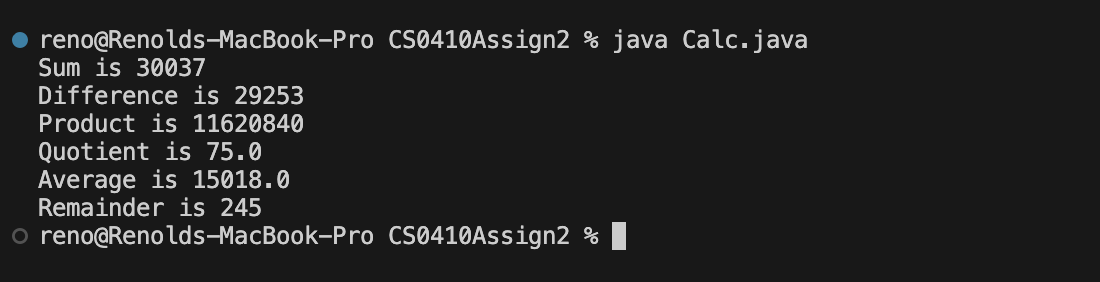 reno@Renolds-MacBook-Pro CS0410Assign2 % java Calc.java
Sum is 30037
Difference is 29253
Product is 11620840
Quotient is 75.0
Average is 15018.0
Remainder is 245
reno@Renolds-MacBook-Pro CS0410Assign2 %